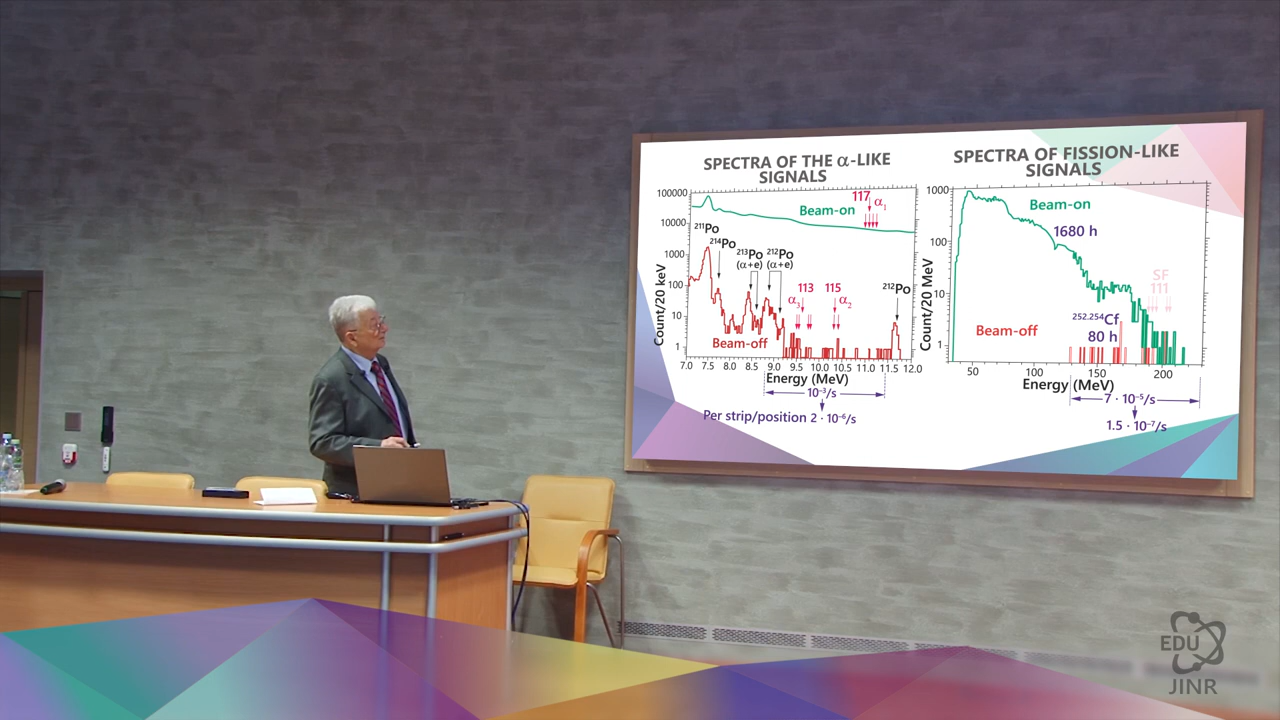 SPECTRA OF THE α-LIKE
SIGNALS
100000
10000
1000
100
10
1
Count/20 keV
117
α₁
Beam-on
²¹¹Po
²¹⁴Po
²¹³Po
(α+e)
²¹²Po
(α+e)
113
α₃
115
α₂
²¹²Po
Beam-off
7.0 7.5 8.0 8.5 9.0 9.5 10.0 10.5 11.0 11.5 12.0
Energy (MeV)
10⁻³/s
Per strip/position 2 · 10⁻⁶/s
SPECTRA OF FISSION-LIKE
SIGNALS
1000
100
10
1
Count/20 MeV
Beam-on
1680 h
SF
111
²⁵²·²⁵⁴Cf
80 h
Beam-off
50 100 150 200
Energy (MeV)
7 · 10⁻⁵/s
1.5 · 10⁻⁷/s
EDU
JINR